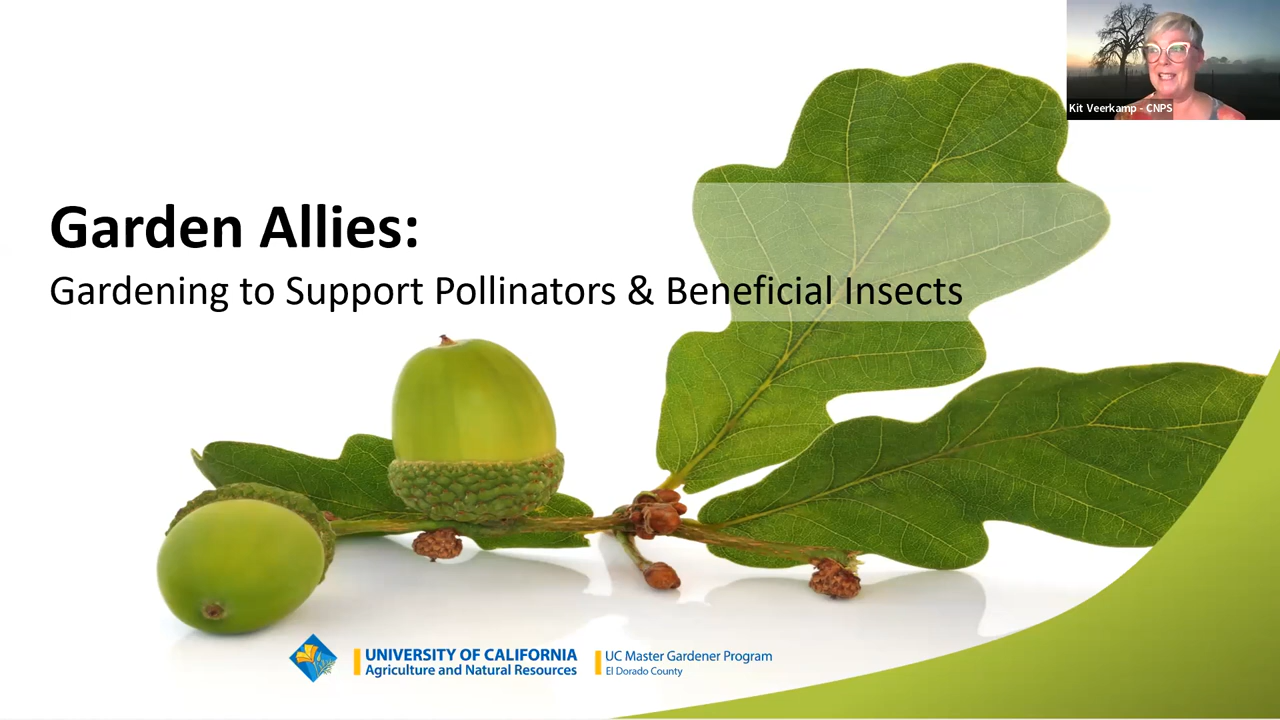 Kit Veerkamp - CNPS
Garden Allies:
Gardening to Support Pollinators & Beneficial Insects
UNIVERSITY OF CALIFORNIA
Agriculture and Natural Resources
UC Master Gardener Program
El Dorado County